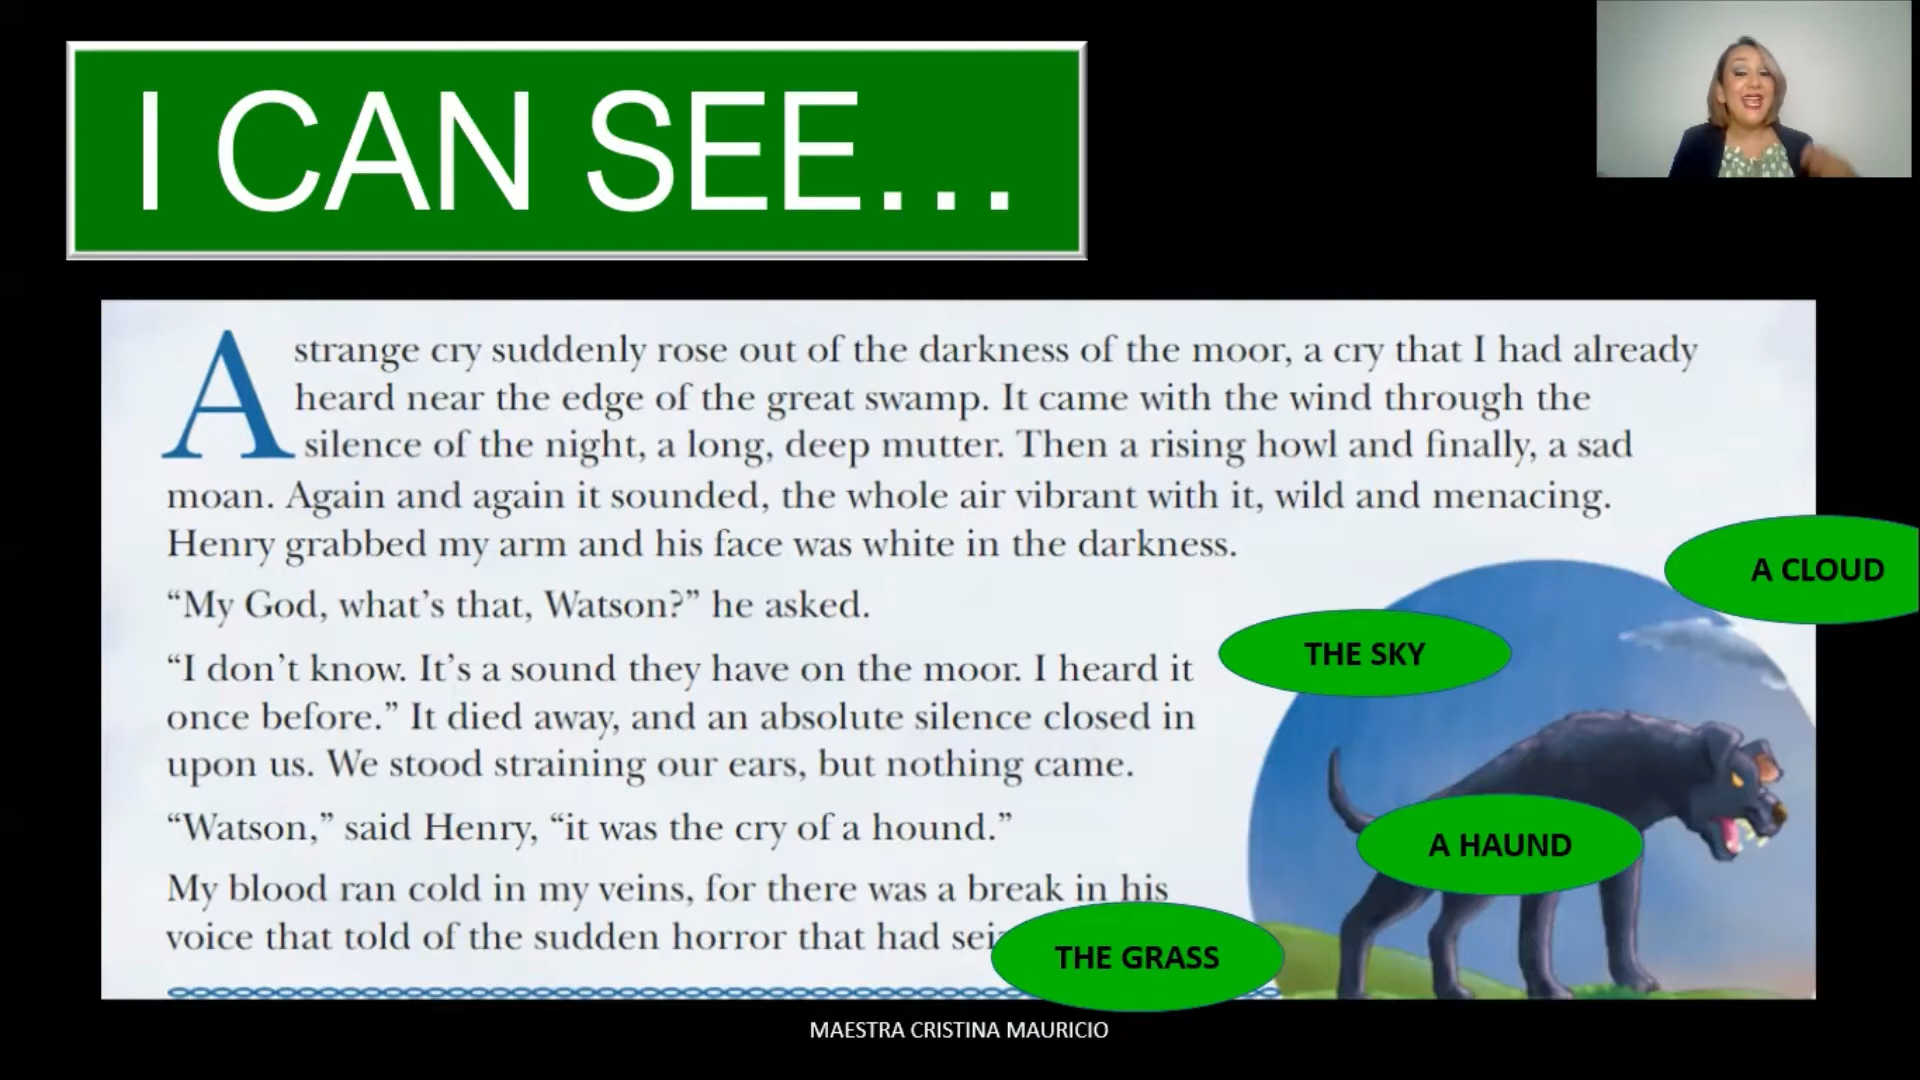 I CAN SEE...
A strange cry suddenly rose out of the darkness of the moor, a cry that I had already
heard near the edge of the great swamp. It came with the wind through the
silence of the night, a long, deep mutter. Then a rising howl and finally, a sad
moan. Again and again it sounded, the whole air vibrant with it, wild and menacing.
Henry grabbed my arm and his face was white in the darkness.
“My God, what’s that, Watson?” he asked.
“I don’t know. It’s a sound they have on the moor. I heard it
once before.” It died away, and an absolute silence closed in
upon us. We stood straining our ears, but nothing came.
“Watson,” said Henry, “it was the cry of a hound.”
My blood ran cold in my veins, for there was a break in his
voice that told of the sudden horror that had
A CLOUD
THE SKY
A HAUND
THE GRASS
MAESTRA CRISTINA MAURICIO